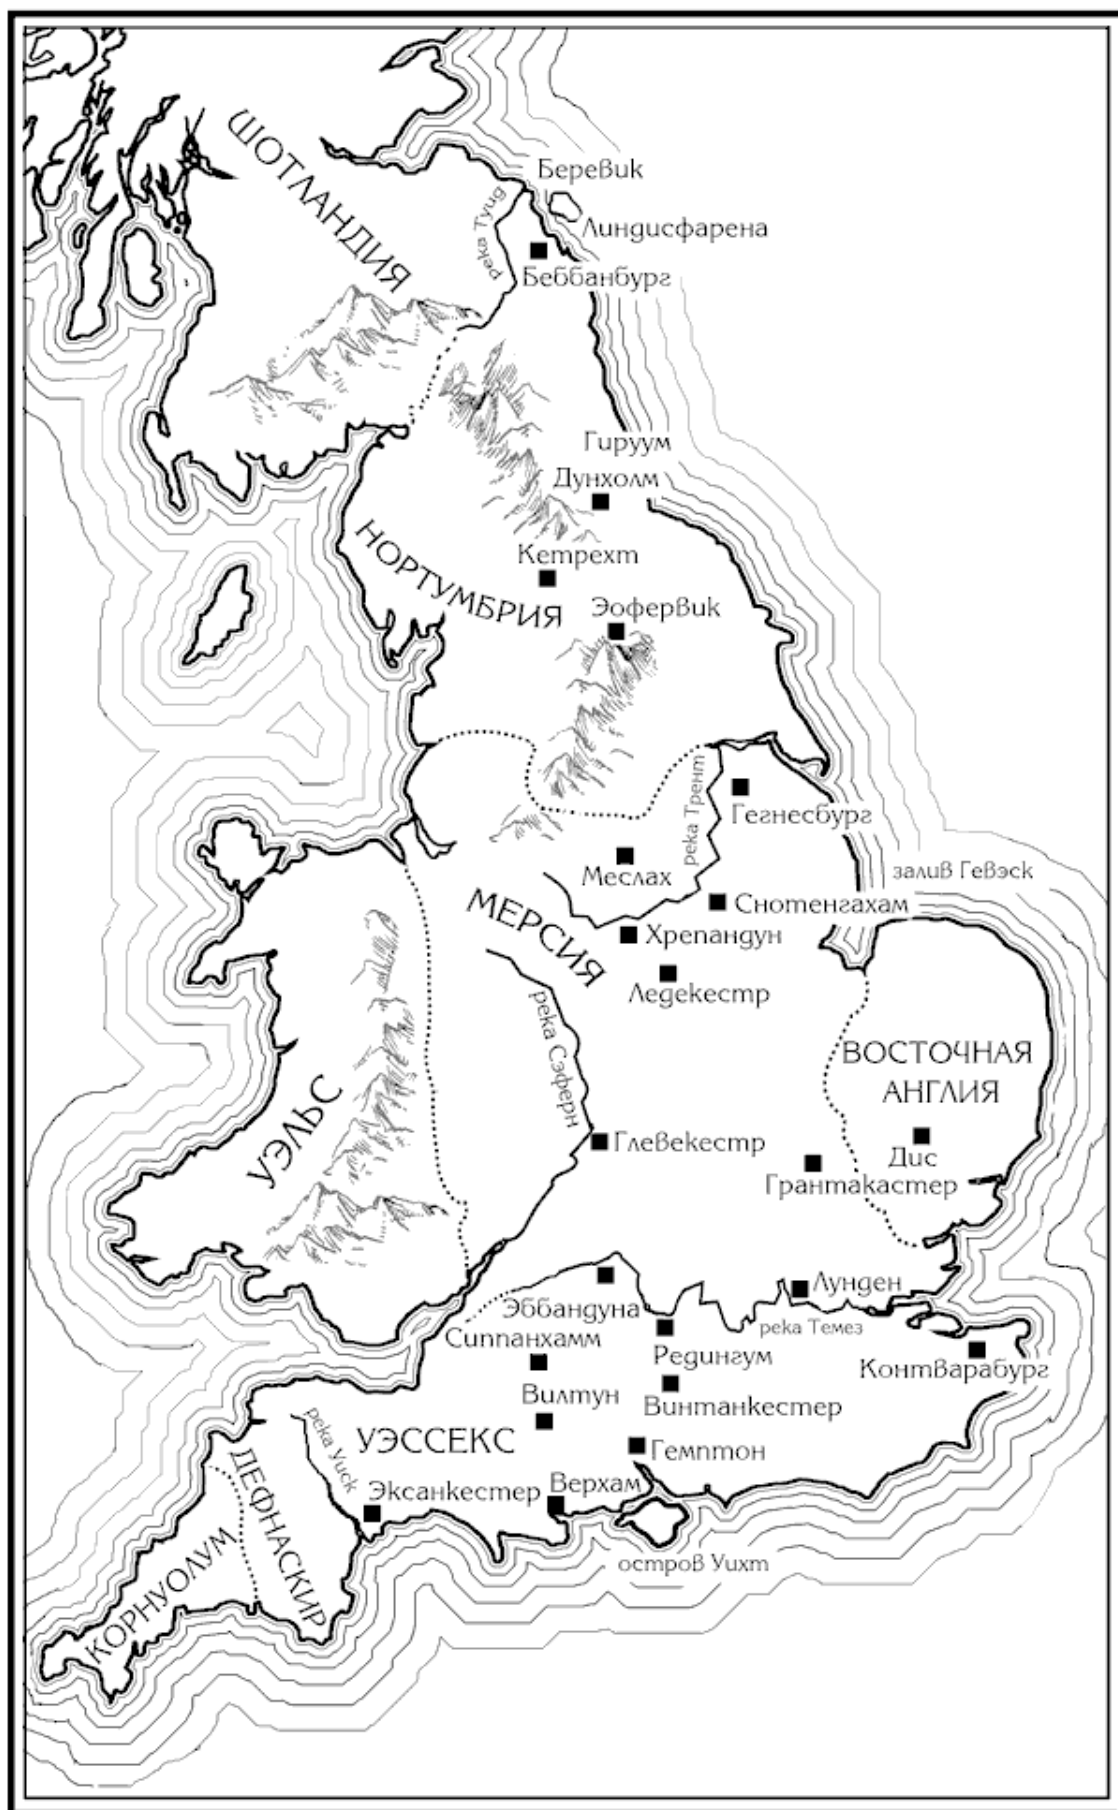 ШОТЛАНДИЯ
Беревик
река Туид
Линдисфарена
Беббанбург
Гируум
Дунхолм
Кетрехт
НОРТУМБРИЯ
Эофервик
река Трент
Гегнесбург
Меслах
залив Гевэск
МЕРСИЯ
Снотенгахам
Хрепандун
Ледекестр
река Сэферн
ВОСТОЧНАЯ
АНГЛИЯ
УЭЛЬС
Глевекестр
Дис
Грантакастер
Лунден
Эббандуна
река Темез
Сиппанхамм
Редингум
Контварабург
Вилтун
Винтанкестер
река Уиск
УЭССЕКС
Гемптон
ДЕФНАСКИР
Эксанкестер
Верхам
остров Уихт
КОРНУОЛУМ